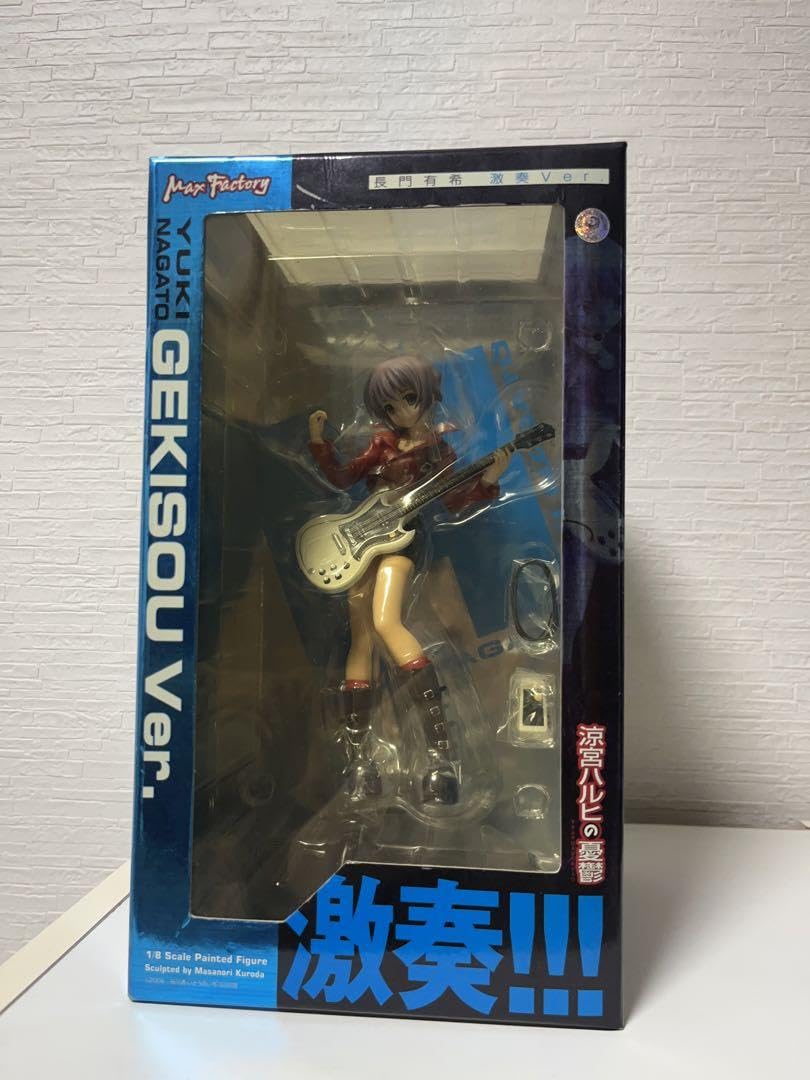 Max Factory
長門有希 激奏Ver.
YUKI
NAGATO
GEKISOU Ver.
涼宮ハルヒの憂鬱
激奏!!!
1/8 Scale Painted Figure
Sculpted by Masanori Kuroda